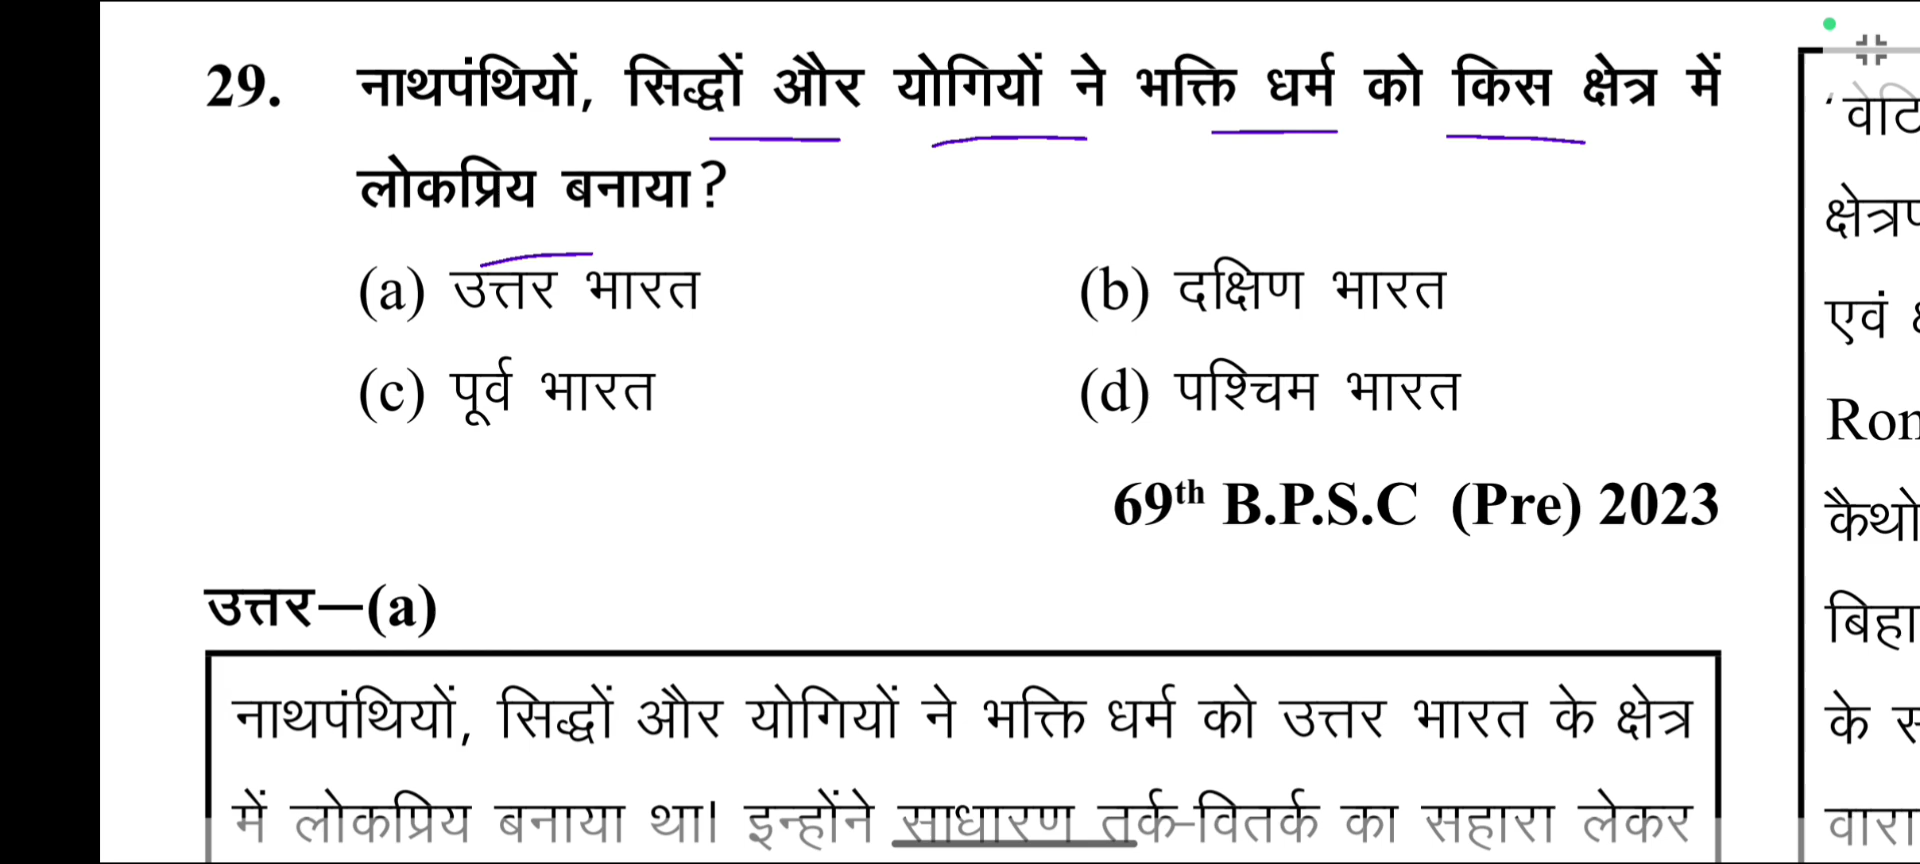 29. नाथपंथियों, सिद्धों और योगियों ने भक्ति धर्म को किस क्षेत्र में
लोकप्रिय बनाया?
(a) उत्तर भारत (b) दक्षिण भारत
(c) पूर्व भारत (d) पश्चिम भारत
69th B.P.S.C (Pre) 2023
उत्तर—(a)
नाथपंथियों, सिद्धों और योगियों ने भक्ति धर्म को उत्तर भारत के क्षेत्र
में लोकप्रिय बनाया था। इन्होंने साधारण तर्क-वितर्क का सहारा लेकर
एवं
के